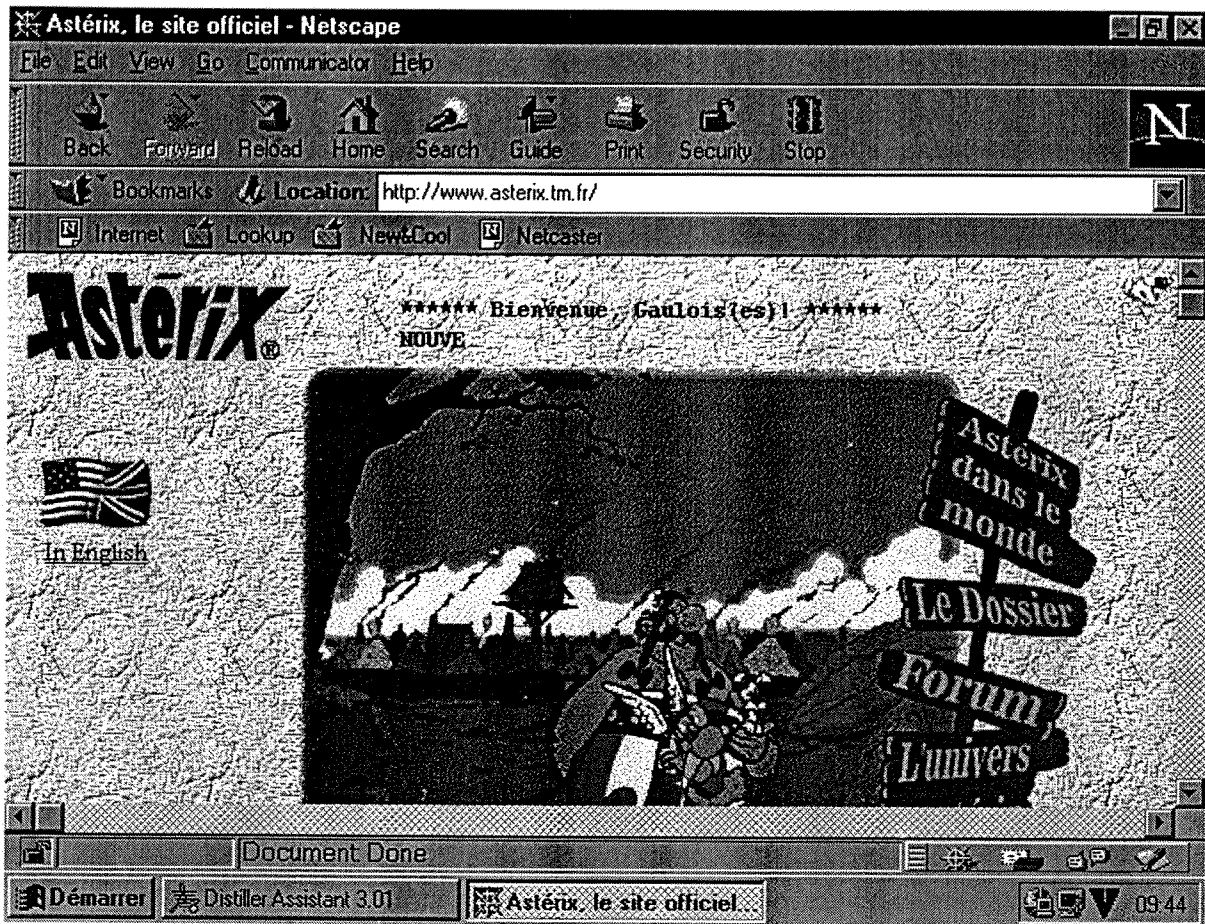 Astérix, le site officiel - Netscape
File Edit View Go Communicator Help
Back Forward Reload Home Search Guide Print Security Stop
N
Bookmarks Location: http://www.asterix.tm.fr/
Internet Lookup New&Cool Netcaster
Astérix®
****** Bienvenue, Gaulois(es)! ******
NOUVE
In English
Astérix
dans le
monde
Le Dossier
Forum
L'univers
Document Done
Démarrer Distiller Assistant 3.01 Astérix, le site officiel... 09:44